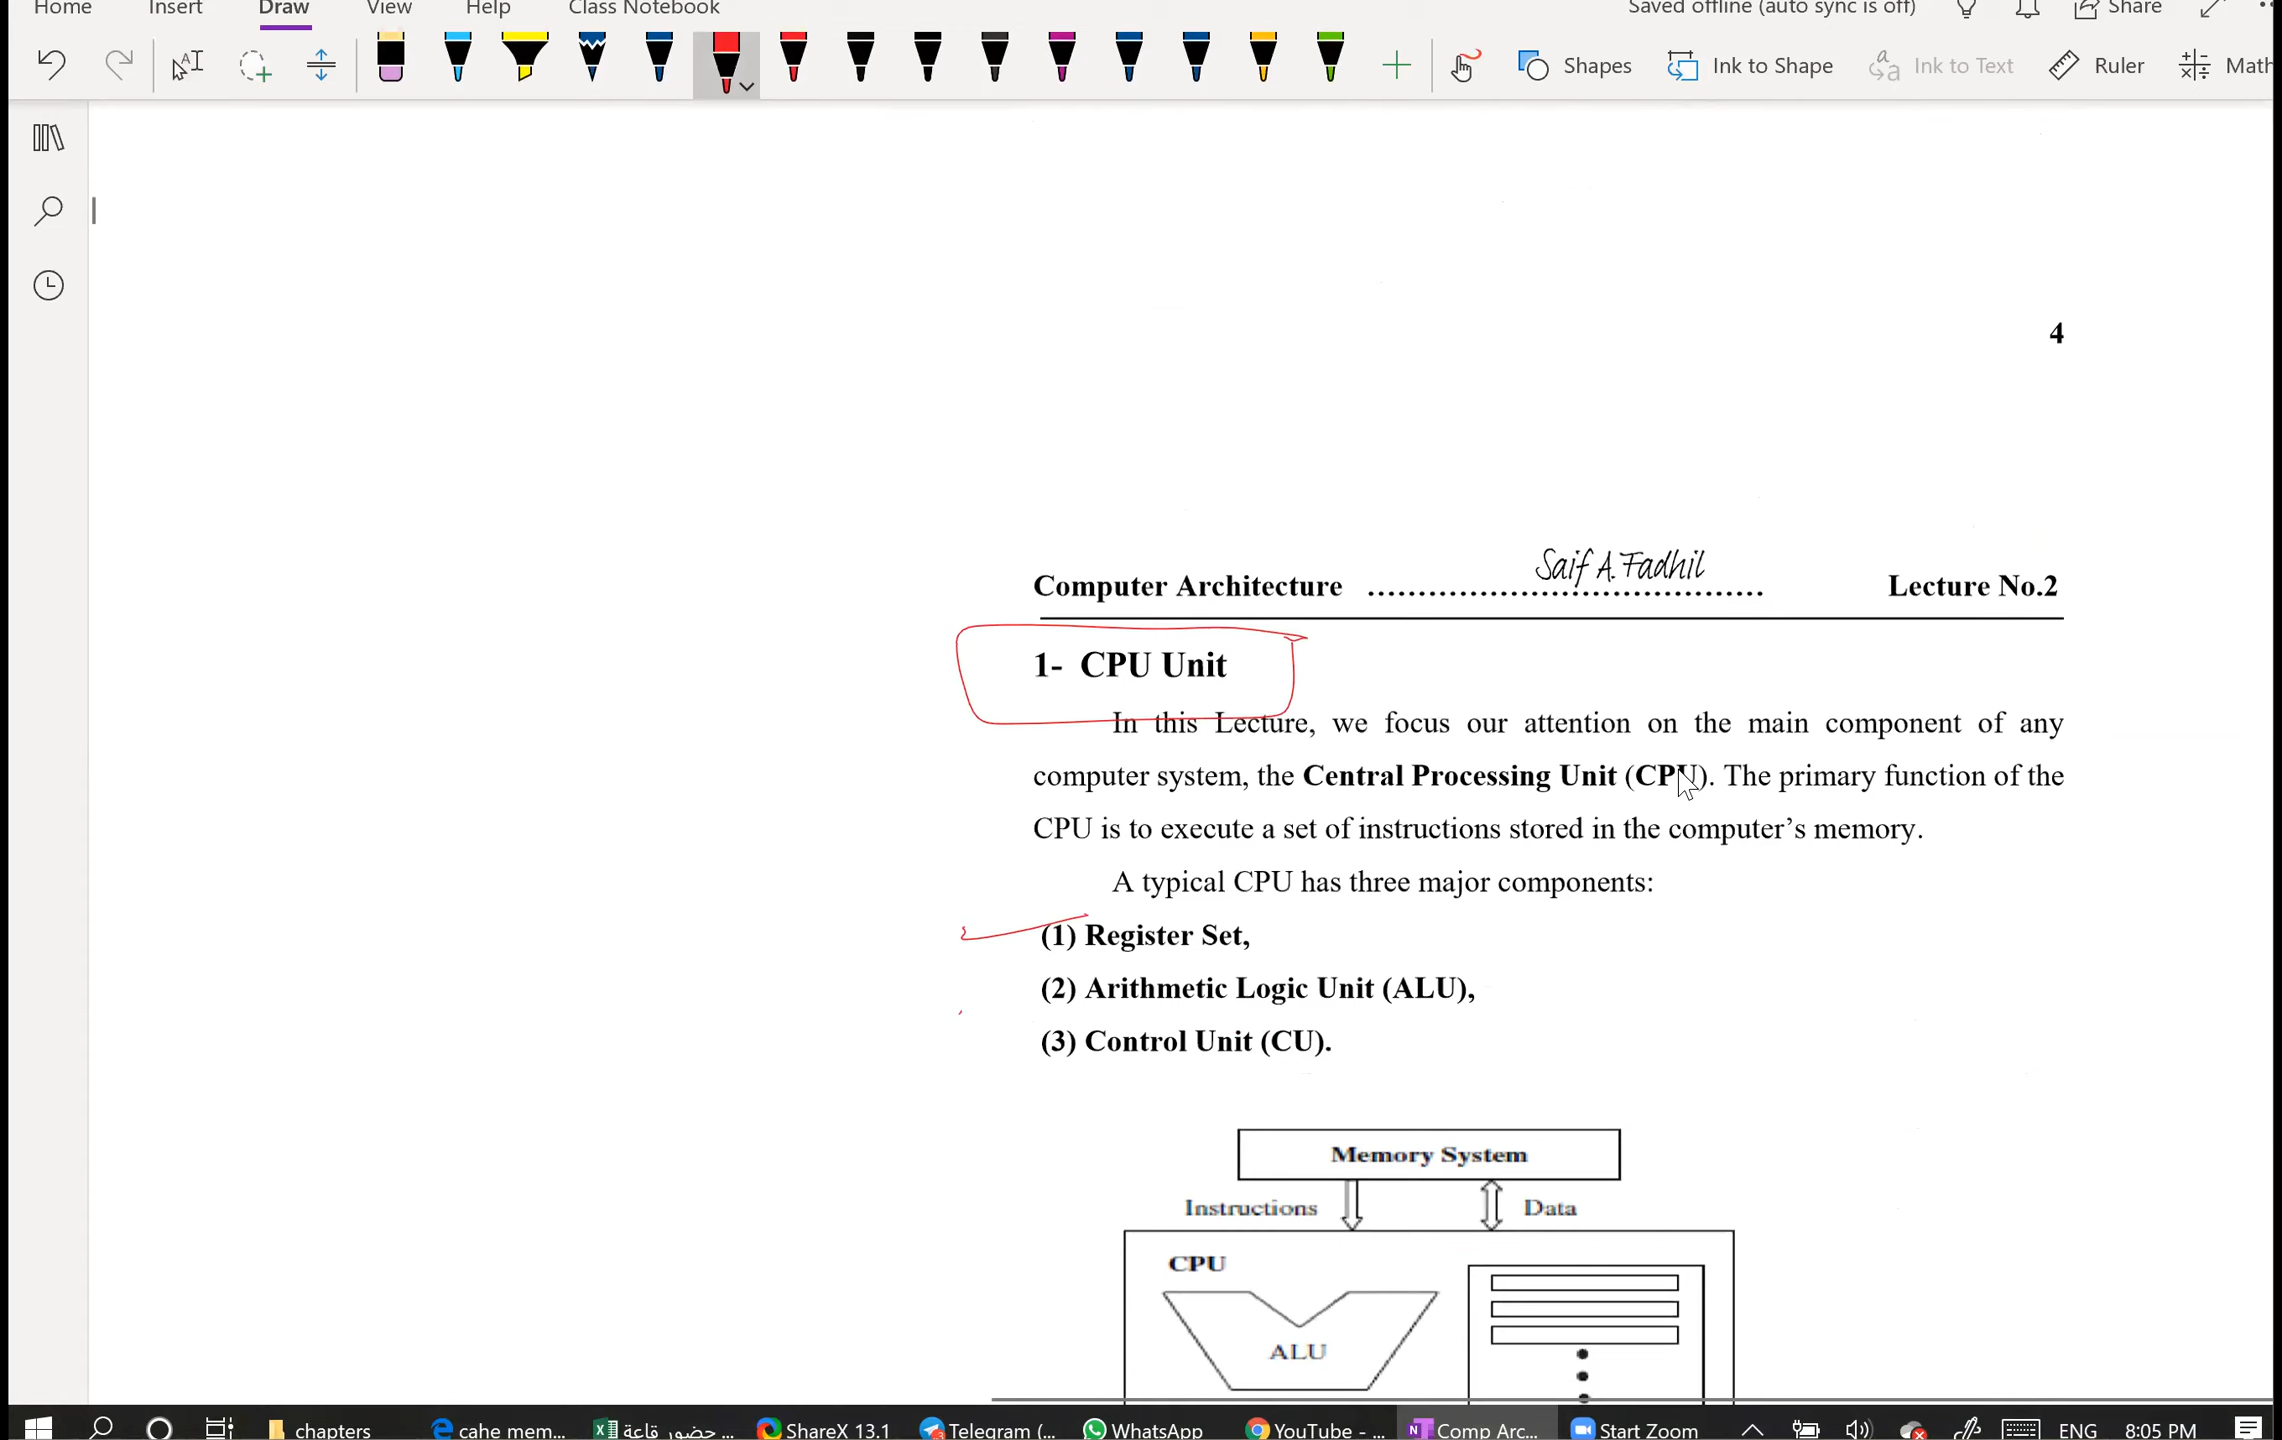 Home Insert Draw View Help Class Notebook Saved offline (auto sync is off) Share
Shapes Ink to Shape Ink to Text Ruler Math
4
Saif A. Fadhil
Computer Architecture ........................................ Lecture No.2
1- CPU Unit
In this Lecture, we focus our attention on the main component of any
computer system, the Central Processing Unit (CPU). The primary function of the
CPU is to execute a set of instructions stored in the computer's memory.
A typical CPU has three major components:
(1) Register Set,
(2) Arithmetic Logic Unit (ALU),
(3) Control Unit (CU).
Memory System
Instructions Data
CPU
ALU
chapters cahe mem... حضور قاعة ... ShareX 13.1 Telegram (... WhatsApp YouTube - ... Comp Arc... Start Zoom ENG 8:05 PM